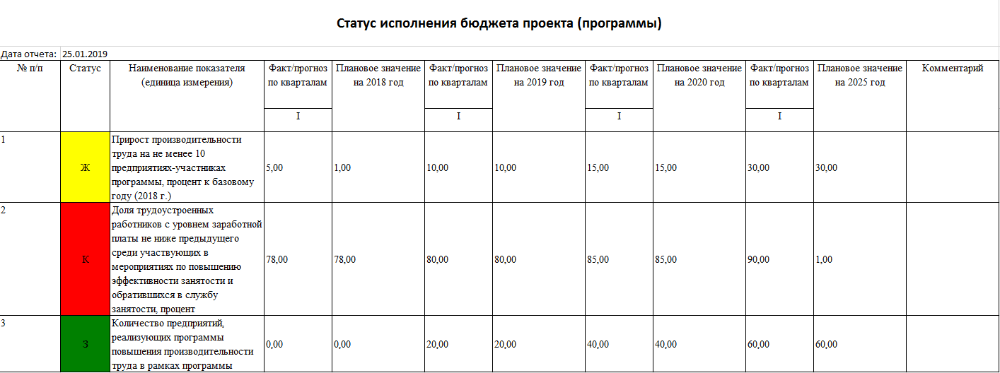 Статус исполнения бюджета проекта (программы)
Дата отчета: 25.01.2019
№ п/п Статус Наименование показателя Факт/прогноз Плановое значение Факт/прогноз Плановое значение Факт/прогноз Плановое значение Факт/прогноз Плановое значение Комментарий
(единица измерения) по кварталам на 2018 год по кварталам на 2019 год по кварталам на 2020 год по кварталам на 2025 год
I I I I
1 Прирост производительности
труда на не менее 10
Ж предприятиях-участниках 5,00 1,00 10,00 10,00 15,00 15,00 30,00 30,00
программы, процент к базовому
году (2018 г.)
2 Доля трудоустроенных
работников с уровнем заработной
платы не ниже предыдущего
среди участвующих в
К мероприятиях по повышению 78,00 78,00 80,00 80,00 85,00 85,00 90,00 1,00
эффективности занятости и
обратившихся в службу
занятости, процент
3 Количество предприятий,
реализующих программы
З повышения производительности 0,00 0,00 20,00 20,00 40,00 40,00 60,00 60,00
труда в рамках программы